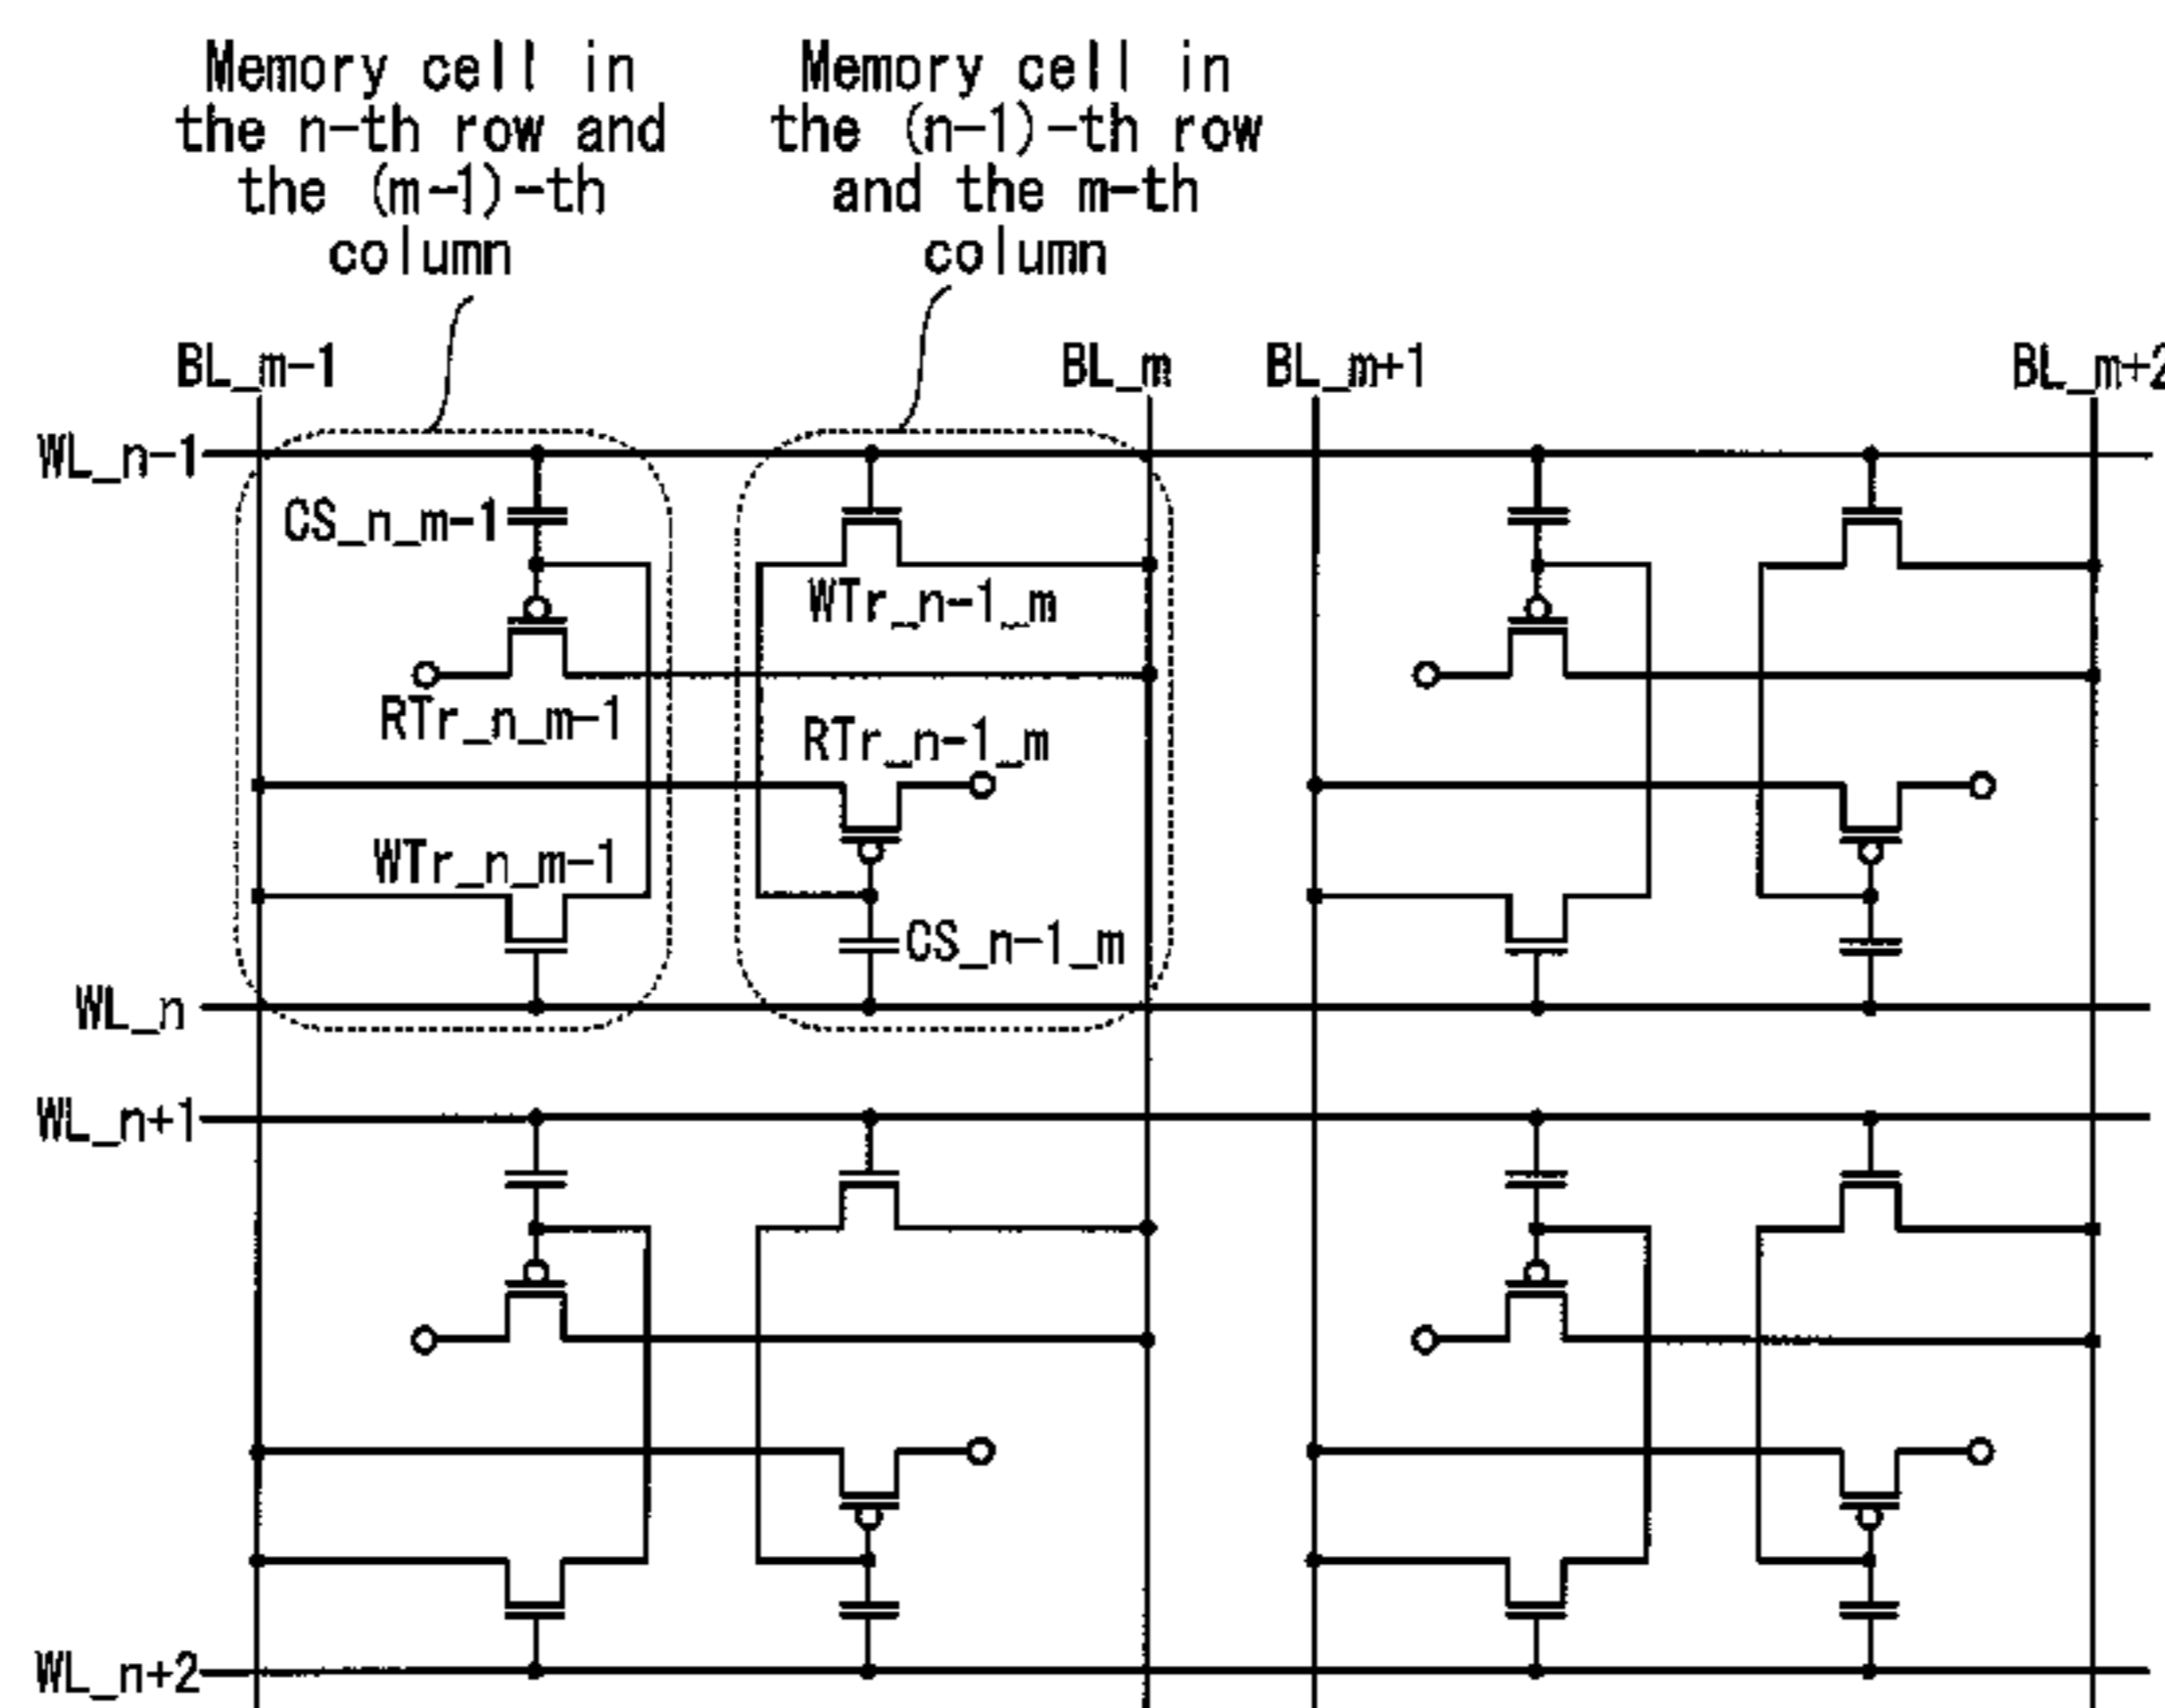 Memory cell in
the n-th row and
the (m-1)-th
column
Memory cell in
the (n-1)-th row
and the m-th
column
BL_m-1
BL_m
BL_m+1
BL_m+2
WL_n-1
CS_n_m-1
WTr_n-1_m
RTr_n_m-1
RTr_n-1_m
WTr_n_m-1
CS_n-1_m
WL_n
WL_n+1
WL_n+2